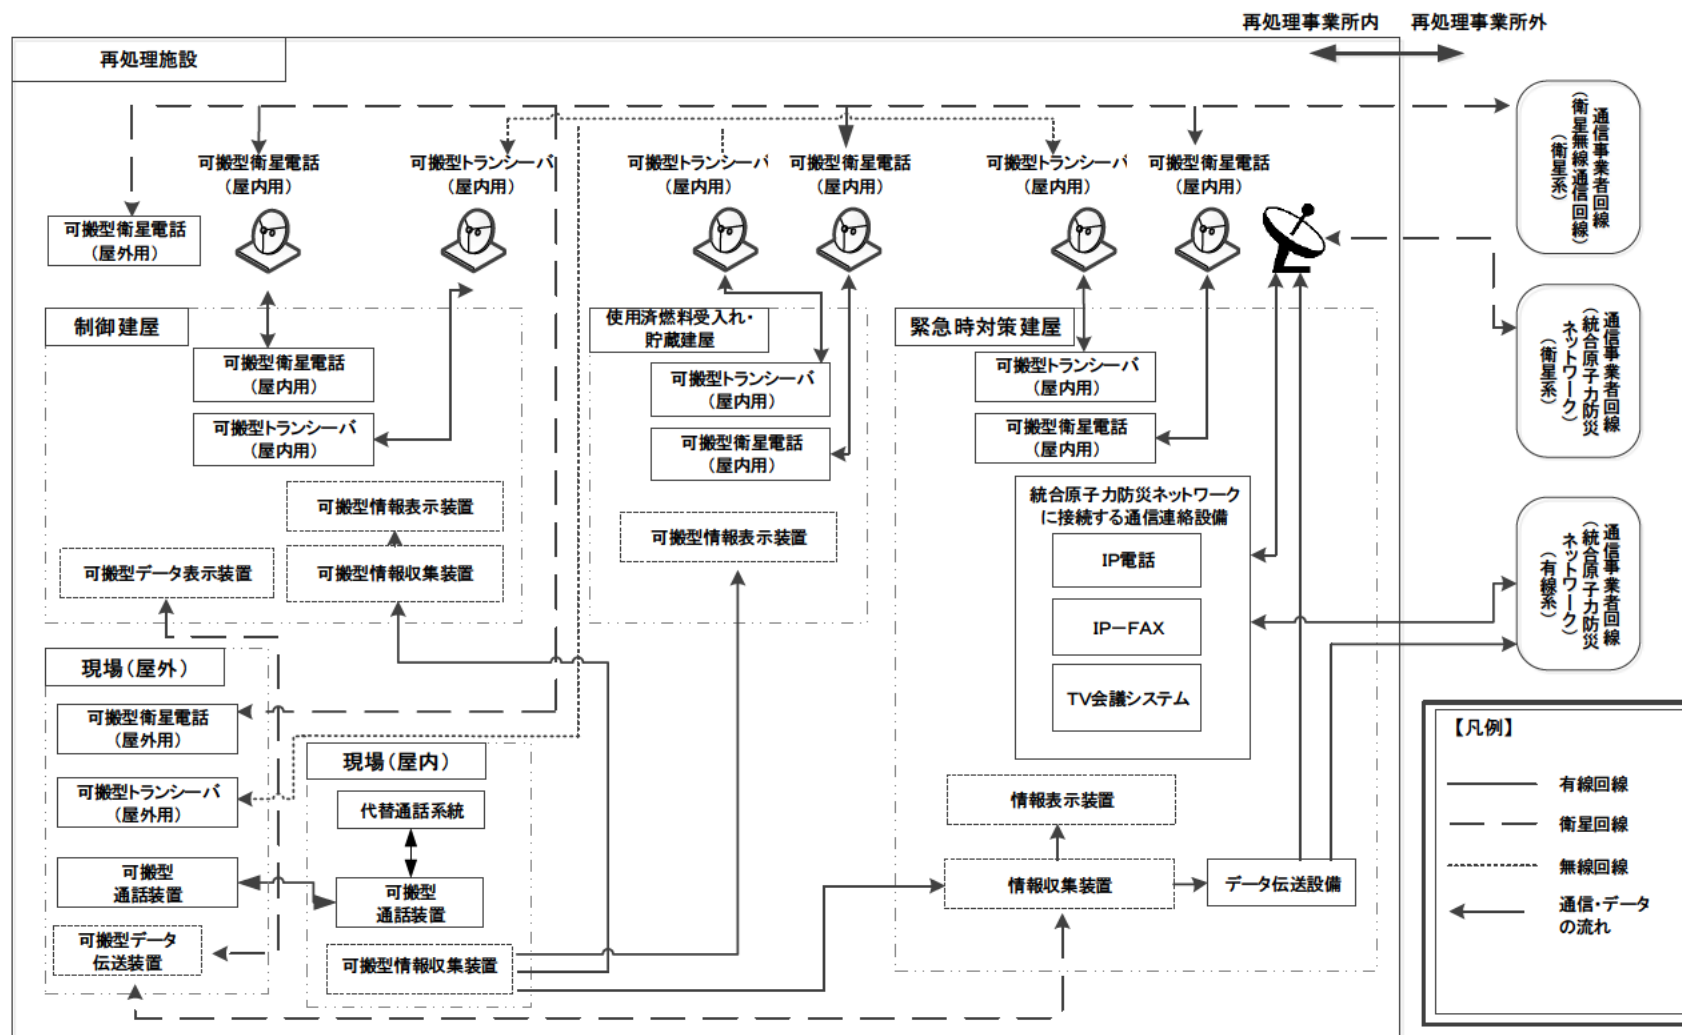 再処理事業所内
再処理事業所外
再処理施設
可搬型衛星電話
(屋内用)
可搬型トランシーバ
(屋内用)
可搬型トランシーバ
(屋内用)
可搬型衛星電話
(屋内用)
可搬型トランシーバ
(屋内用)
可搬型衛星電話
(屋内用)
可搬型衛星電話
(屋外用)
制御建屋
可搬型衛星電話
(屋内用)
可搬型トランシーバ
(屋内用)
可搬型情報表示装置
可搬型データ表示装置
可搬型情報収集装置
使用済燃料受入れ・
貯蔵建屋
可搬型トランシーバ
(屋内用)
可搬型衛星電話
(屋内用)
可搬型情報表示装置
緊急時対策建屋
可搬型トランシーバ
(屋内用)
可搬型衛星電話
(屋内用)
統合原子力防災ネットワーク
に接続する通信連絡設備
IP電話
IP-FAX
TV会議システム
情報表示装置
情報収集装置
データ伝送設備
現場(屋外)
可搬型衛星電話
(屋外用)
可搬型トランシーバ
(屋外用)
可搬型
通話装置
可搬型データ
伝送装置
現場(屋内)
代替通話系統
可搬型
通話装置
可搬型情報収集装置
通信事業者回線
(衛星無線通信回線)
(衛星系)
通信事業者回線
(統合原子力防災
ネットワーク)
(衛星系)
通信事業者回線
(統合原子力防災
ネットワーク)
(有線系)
【凡例】
有線回線
衛星回線
無線回線
通信・データ
の流れ